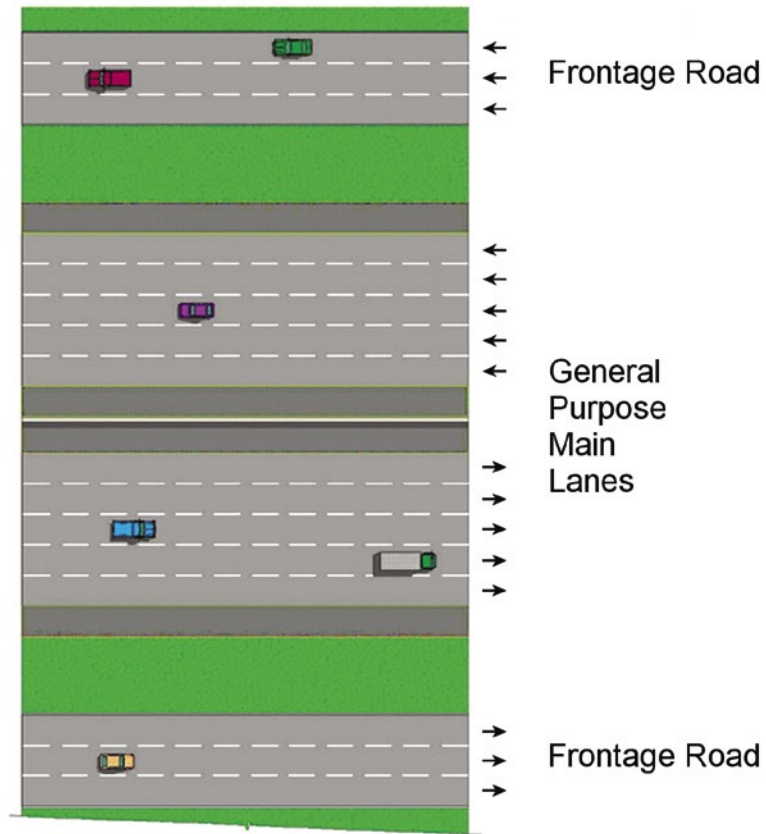 Frontage Road
General
Purpose
Main
Lanes
Frontage Road